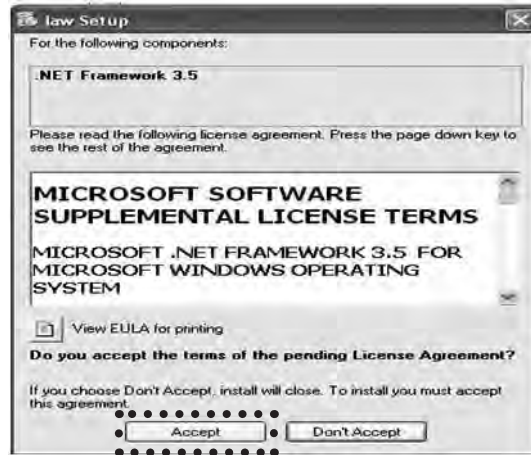 law Setup
For the following components:
.NET Framework 3.5
Please read the following license agreement. Press the page down key to
see the rest of the agreement.
MICROSOFT SOFTWARE
SUPPLEMENTAL LICENSE TERMS
MICROSOFT .NET FRAMEWORK 3.5 FOR
MICROSOFT WINDOWS OPERATING
SYSTEM
View EULA for printing
Do you accept the terms of the pending License Agreement?
If you choose Don't Accept, install will close. To install you must accept
this agreement.
Accept Don't Accept